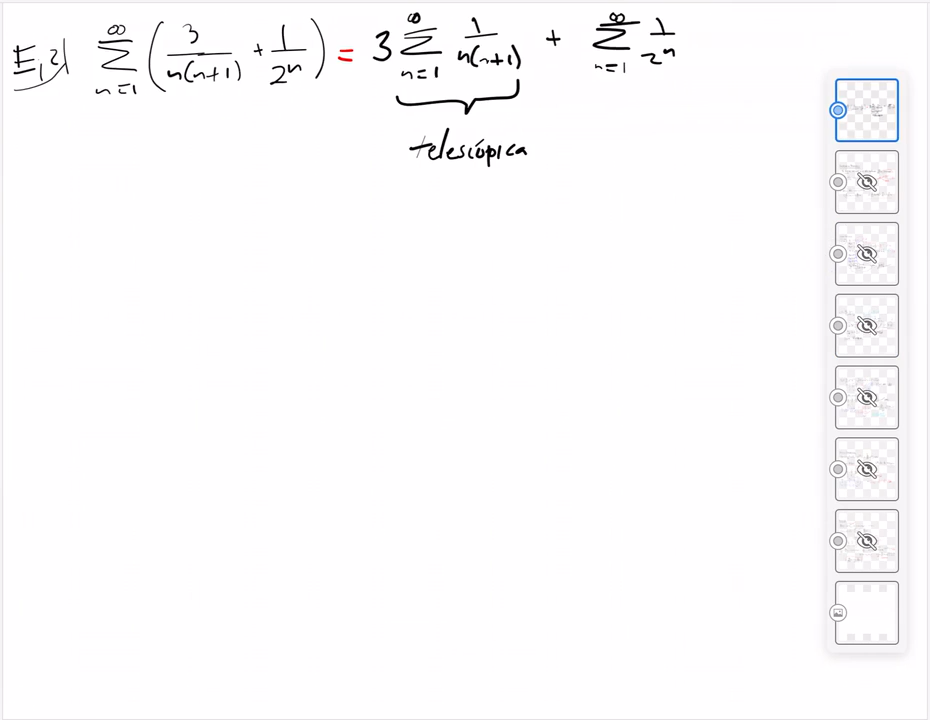 Ej 2) ∑_{n=1}^{∞} ( 3/(n(n+1)) + 1/2^n ) = 3 ∑_{n=1}^{∞} 1/(n(n+1)) + ∑_{n=1}^{∞} 1/2^n
telescópica